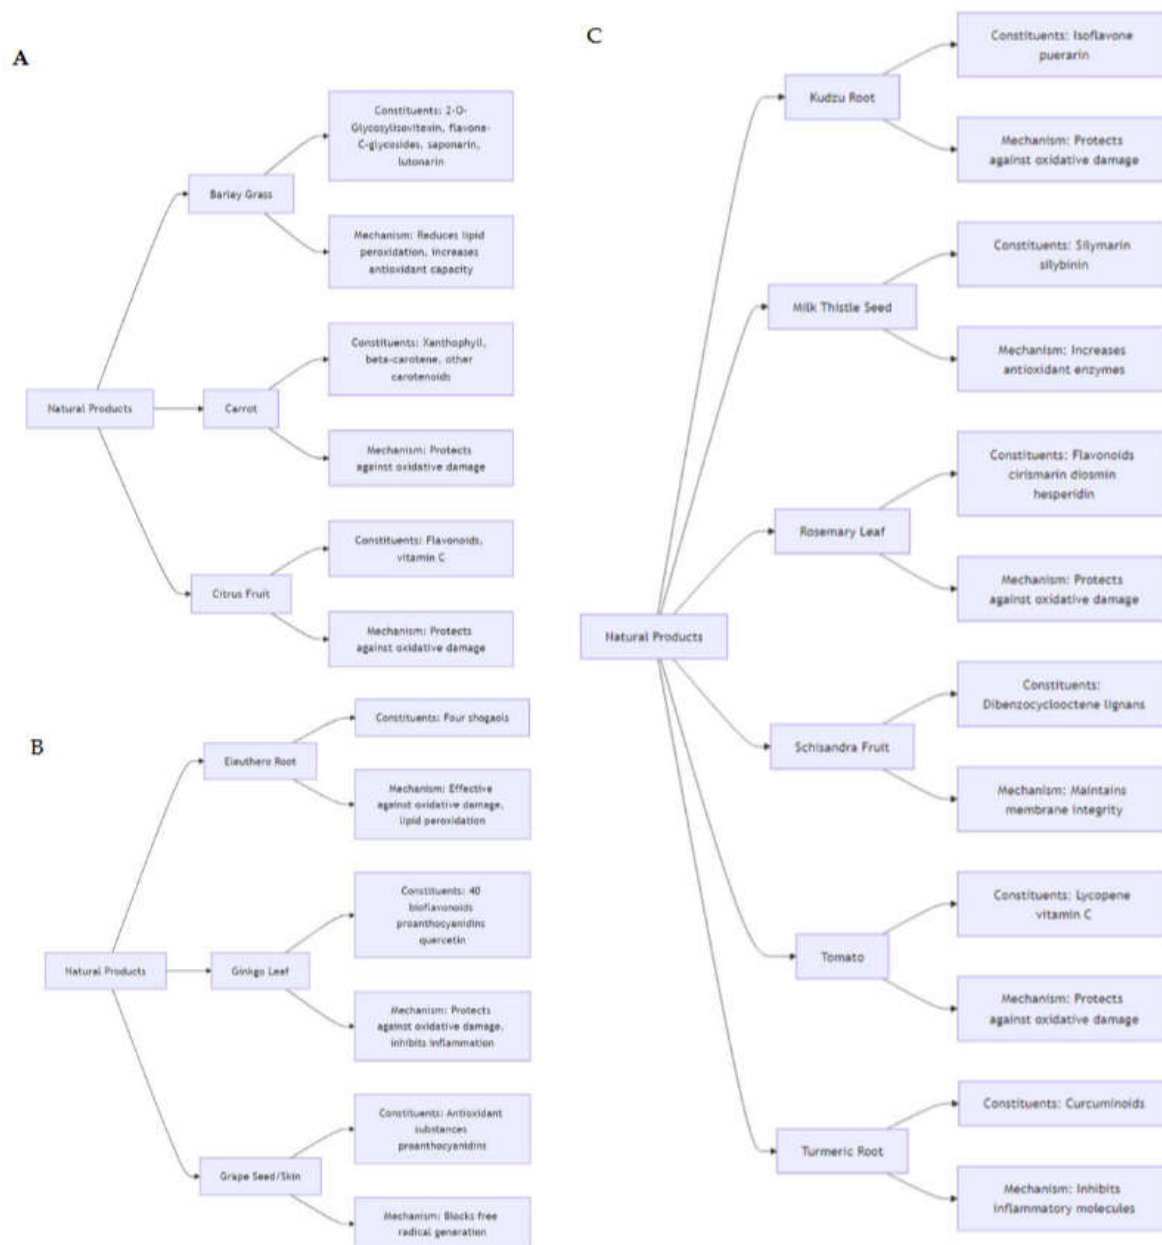 A
Constituents: 2-O-
Glycosylisovitexin, flavone-
C-glycosides, saponarin,
lutonarin
Barley Grass
Mechanism: Reduces lipid
peroxidation, increases
antioxidant capacity
Constituents: Xanthophyll,
beta-carotene, other
carotenoids
Natural Products
Carrot
Mechanism: Protects
against oxidative damage
Constituents: Flavonoids,
vitamin C
Citrus Fruit
Mechanism: Protects
against oxidative damage
B
Constituents: Four shogaols
Eleuthero Root
Mechanism: Effective
against oxidative damage,
lipid peroxidation
Constituents: 40
bioflavonoids
proanthocyanidins
quercetin
Natural Products
Ginkgo Leaf
Mechanism: Protects
against oxidative damage,
inhibits inflammation
Constituents: Antioxidant
substances
proanthocyanidins
Grape Seed/Skin
Mechanism: Blocks free
radical generation
C
Constituents: Isoflavone
puerarin
Kudzu Root
Mechanism: Protects
against oxidative damage
Constituents: Silymarin
silybinin
Milk Thistle Seed
Mechanism: Increases
antioxidant enzymes
Constituents: Flavonoids
cirismarin diosmin
hesperidin
Rosemary Leaf
Mechanism: Protects
against oxidative damage
Natural Products
Constituents:
Dibenzocyclooctene lignans
Schisandra Fruit
Mechanism: Maintains
membrane integrity
Constituents: Lycopene
vitamin C
Tomato
Mechanism: Protects
against oxidative damage
Constituents: Curcuminoids
Turmeric Root
Mechanism: Inhibits
inflammatory molecules